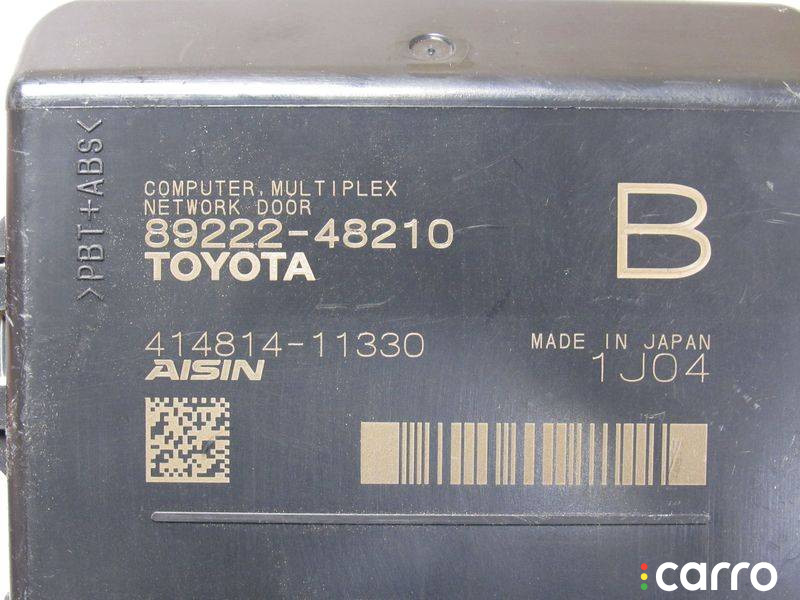 >PBT+ABS<
COMPUTER, MULTIPLEX
NETWORK DOOR
89222-48210
TOYOTA
B
414814-11330
AISIN
MADE IN JAPAN
1J04
carro